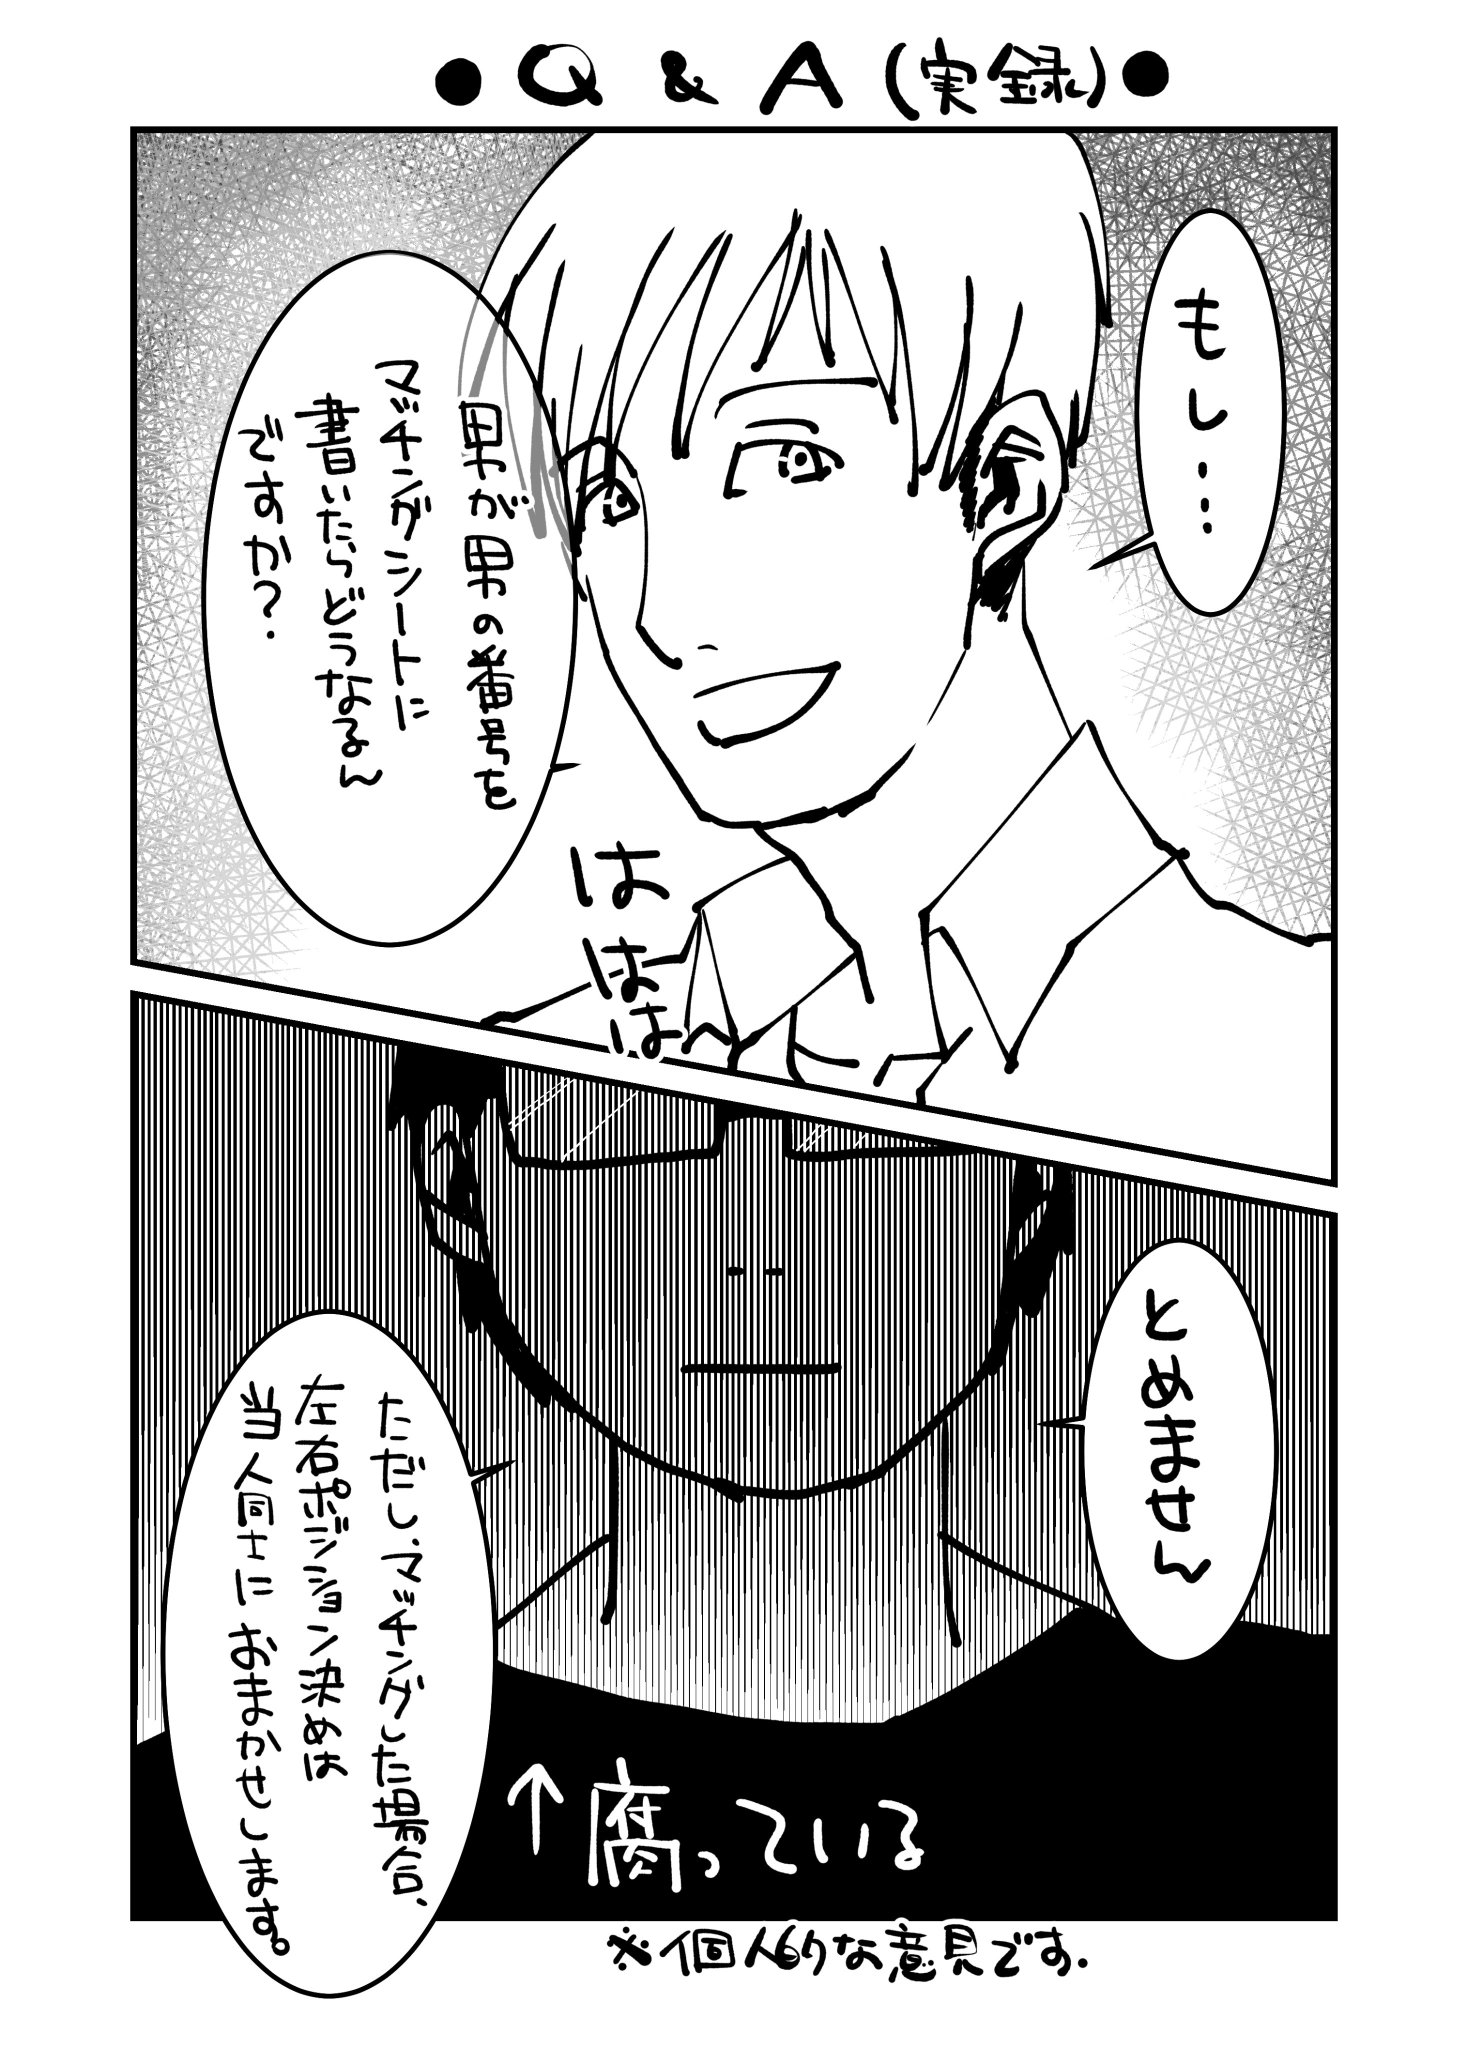 ●Q&A(実録)●
もし…
男が男の番号を
マッチングシートに
書いたらどうなるん
ですか?
ははは
とめません
ただし、マッチングした場合、
左右ポジション決めは
当人同士におまかせします。
↑腐っている
※個人的な意見です.